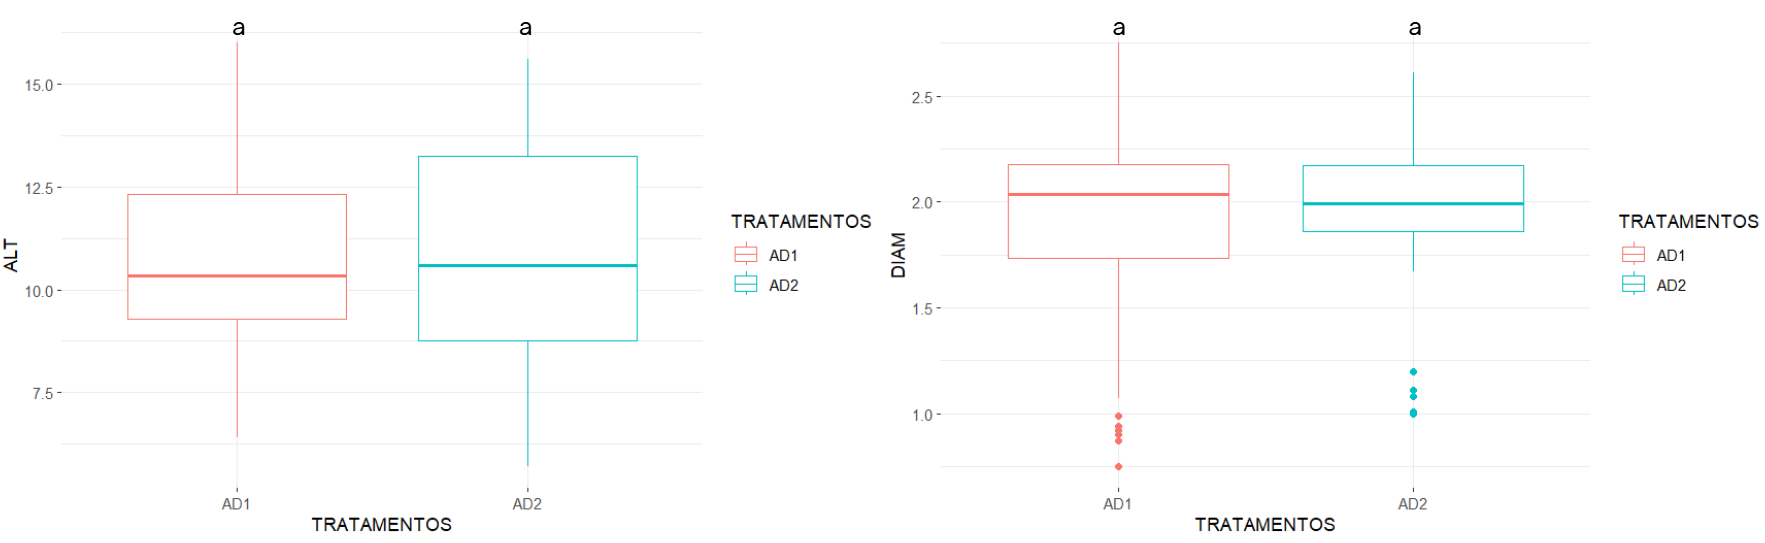 a a
15.0
12.5
10.0
7.5
ALT
AD1 AD2
TRATAMENTOS
TRATAMENTOS
AD1
AD2
a a
2.5
2.0
1.5
1.0
DIAM
AD1 AD2
TRATAMENTOS
TRATAMENTOS
AD1
AD2